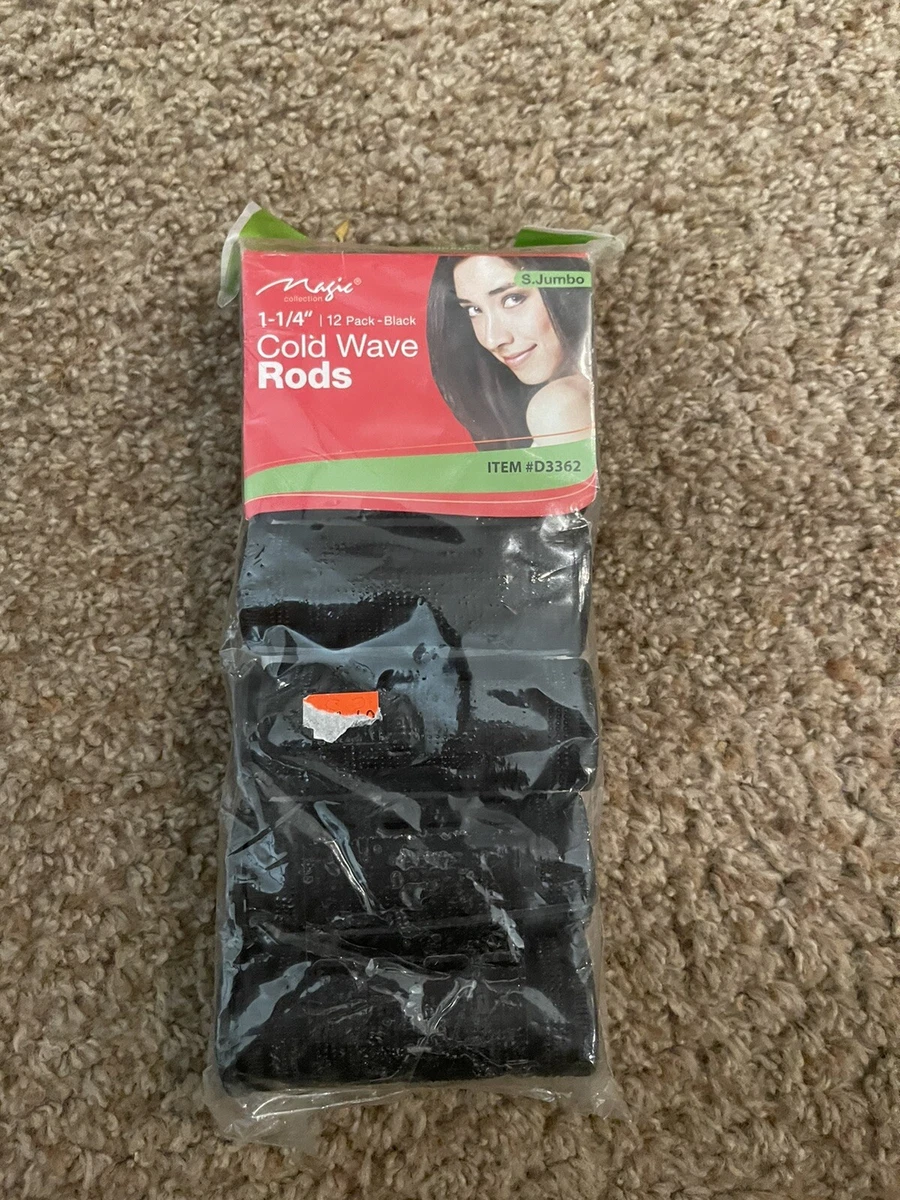 Magic®
collection
S.Jumbo
1-1/4" | 12 Pack - Black
Cold Wave
Rods
ITEM #D3362